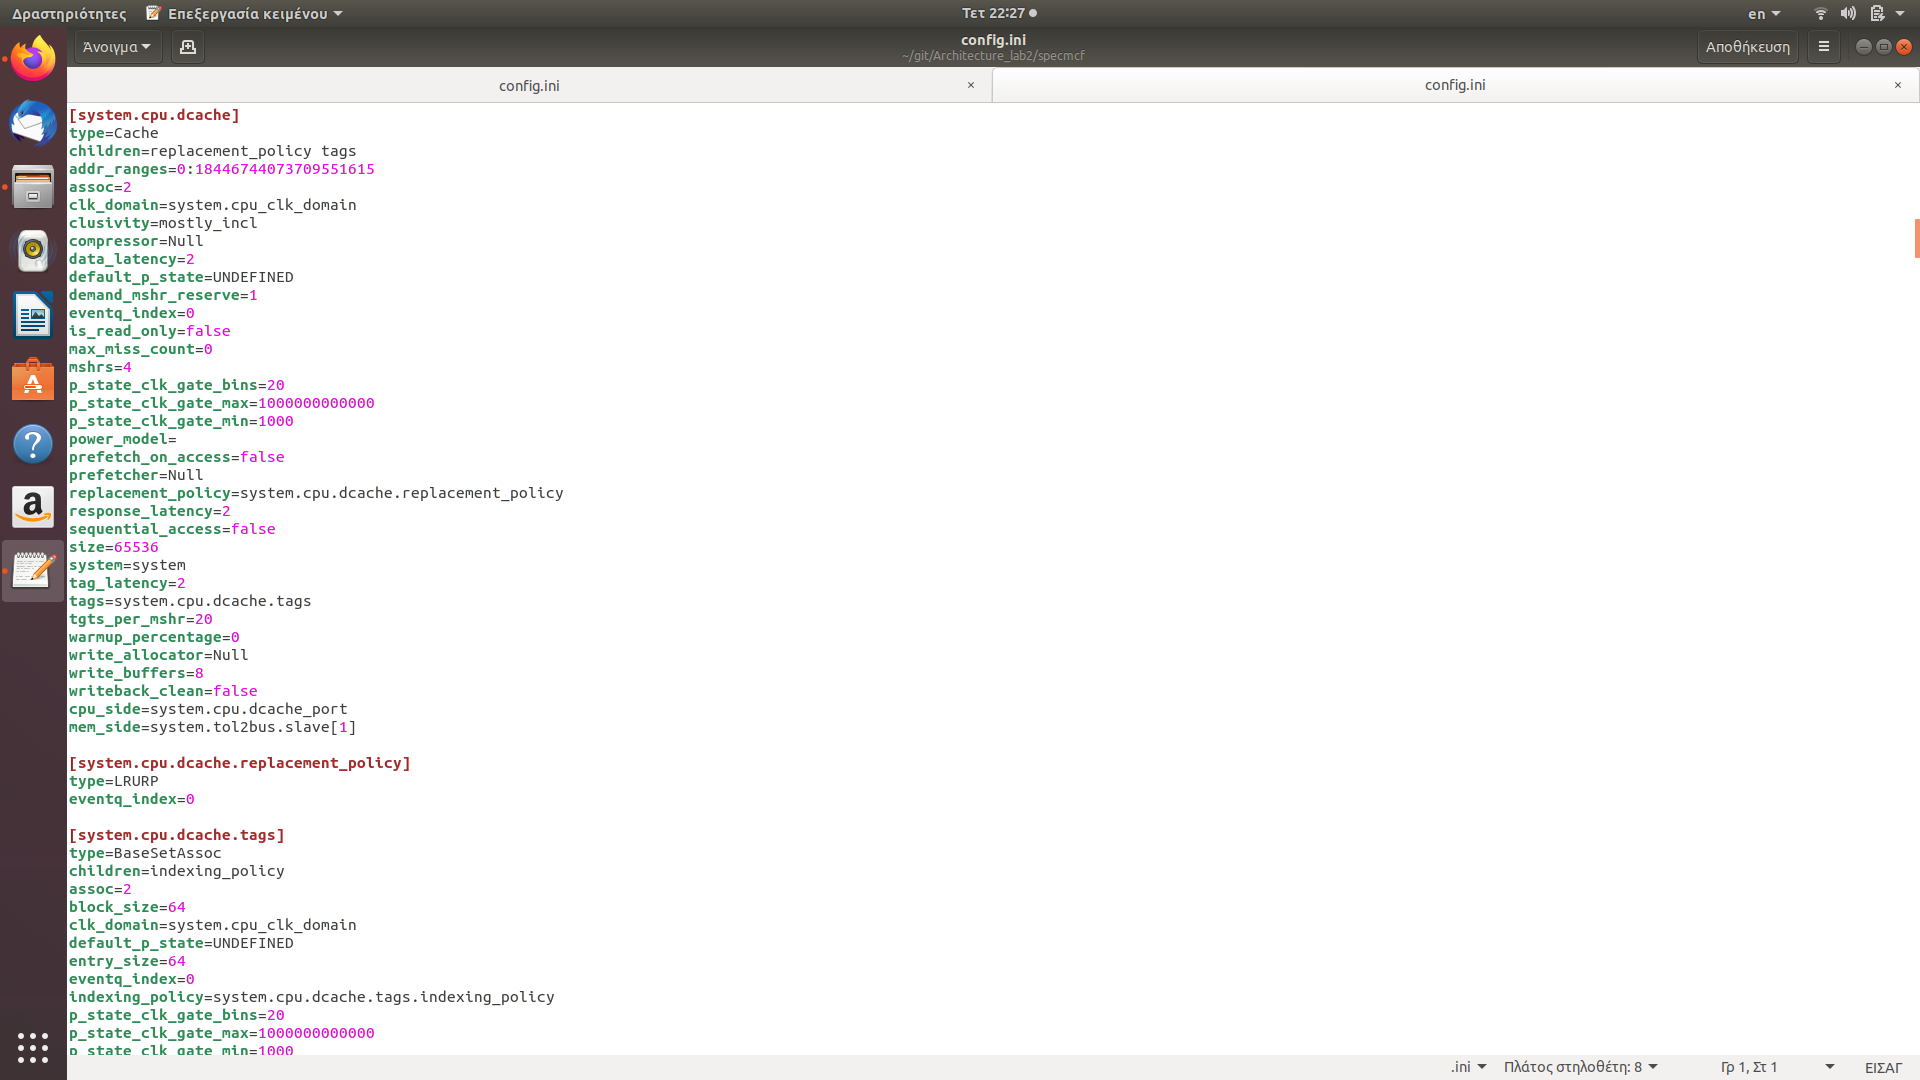 Δραστηριότητες Επεξεργασία κειμένου Τετ 22:27 en
Άνοιγμα config.ini Αποθήκευση
~/git/Architecture_lab2/specmcf
config.ini × config.ini ×
[system.cpu.dcache]
type=Cache
children=replacement_policy tags
addr_ranges=0:18446744073709551615
assoc=2
clk_domain=system.cpu_clk_domain
clusivity=mostly_incl
compressor=Null
data_latency=2
default_p_state=UNDEFINED
demand_mshr_reserve=1
eventq_index=0
is_read_only=false
max_miss_count=0
mshrs=4
p_state_clk_gate_bins=20
p_state_clk_gate_max=1000000000000
p_state_clk_gate_min=1000
power_model=
prefetch_on_access=false
prefetcher=Null
replacement_policy=system.cpu.dcache.replacement_policy
response_latency=2
sequential_access=false
size=65536
system=system
tag_latency=2
tags=system.cpu.dcache.tags
tgts_per_mshr=20
warmup_percentage=0
write_allocator=Null
write_buffers=8
writeback_clean=false
cpu_side=system.cpu.dcache_port
mem_side=system.tol2bus.slave[1]
[system.cpu.dcache.replacement_policy]
type=LRURP
eventq_index=0
[system.cpu.dcache.tags]
type=BaseSetAssoc
children=indexing_policy
assoc=2
block_size=64
clk_domain=system.cpu_clk_domain
default_p_state=UNDEFINED
entry_size=64
eventq_index=0
indexing_policy=system.cpu.dcache.tags.indexing_policy
p_state_clk_gate_bins=20
p_state_clk_gate_max=1000000000000
p_state_clk_gate_min=1000
.ini Πλάτος στηλοθέτη: 8 Γρ 1, Στ 1 ΕΙΣΑΓ